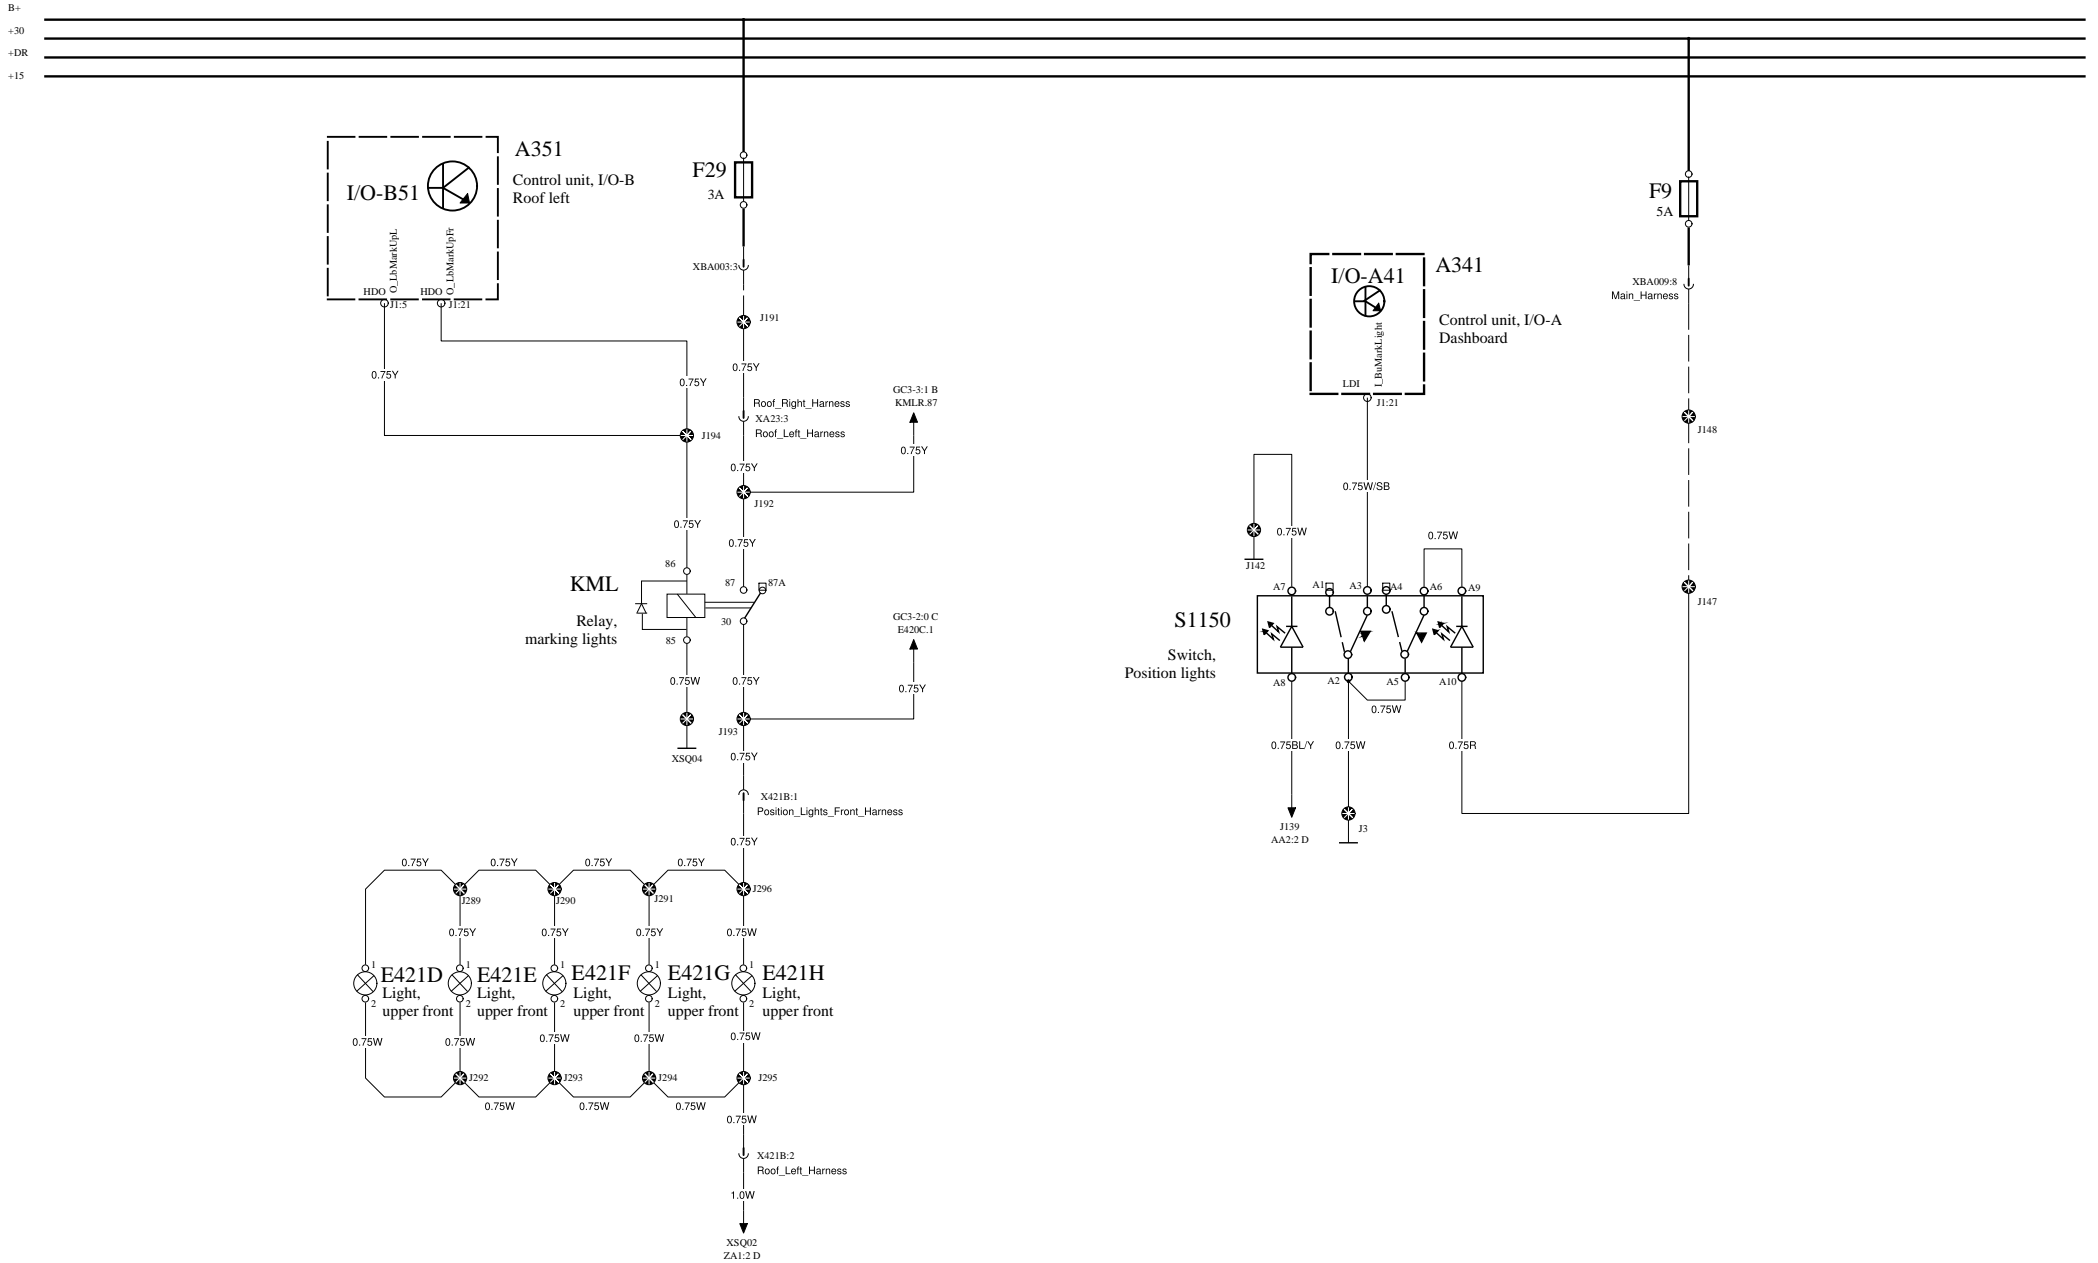 B+
+30
+DR
+15
A351
Control unit, I/O-B
Roof left
I/O-B51
O_LbMarkUpL
O_LbMarkUpFr
HDO
HDO
J1:5
J1:21
F29
3A
XBA003:3
J191
0.75Y
0.75Y
0.75Y
Roof_Right_Harness
XA23:3
Roof_Left_Harness
J194
0.75Y
J192
GC3-3:1 B
KMLR.87
0.75Y
0.75Y
0.75Y
86
87
87A
KML
Relay,
marking lights
30
85
0.75W
0.75Y
GC3-2:0 C
E420C.1
0.75Y
J193
XSQ04
0.75Y
X421B:1
Position_Lights_Front_Harness
0.75Y
0.75Y
0.75Y
0.75Y
0.75Y
J289
J290
J291
J296
0.75Y
0.75Y
0.75Y
0.75W
1
1
1
1
1
E421D
Light,
upper front
E421E
Light,
upper front
E421F
Light,
upper front
E421G
Light,
upper front
E421H
Light,
upper front
2
2
2
2
2
0.75W
0.75W
0.75W
0.75W
0.75W
J292
J293
J294
J295
0.75W
0.75W
0.75W
0.75W
X421B:2
Roof_Left_Harness
1.0W
XSQ02
ZA1:2 D
F9
5A
XBA009:8
Main_Harness
A341
I/O-A41
Control unit, I/O-A
Dashboard
I_BuMarkLight
LDI
J1:21
J148
0.75W/SB
0.75W
J142
0.75W
J147
A7
A1
A3
A4
A6
A9
S1150
Switch,
Position lights
A8
A2
A5
A10
0.75W
0.75BL/Y
0.75W
0.75R
J139
AA2:2 D
J3